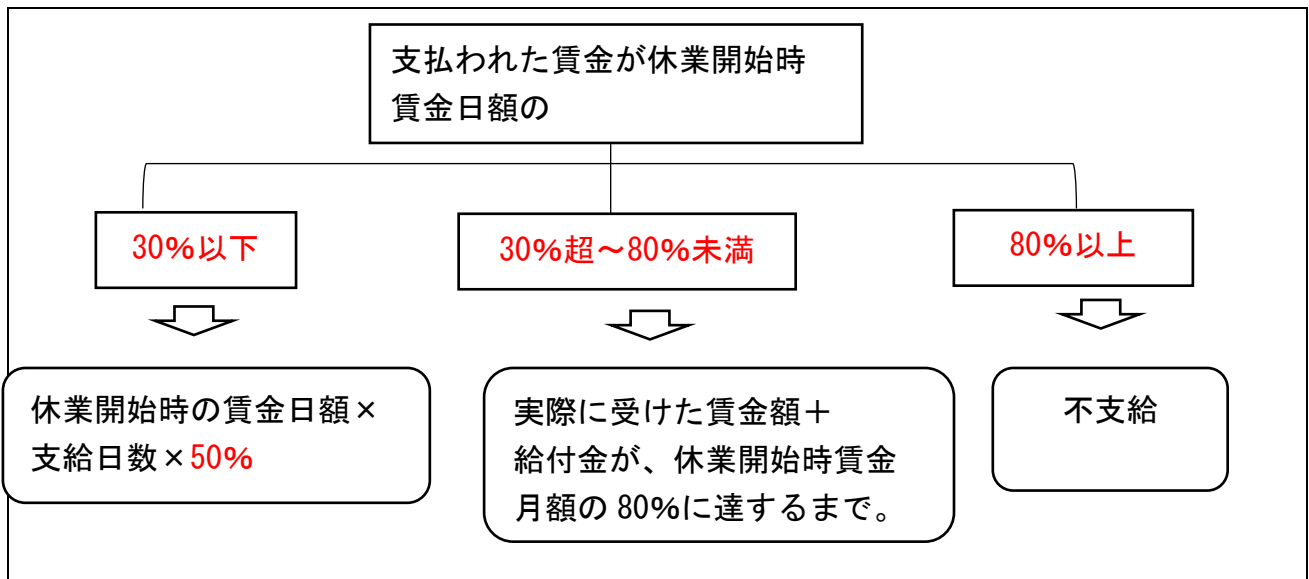 支払われた賃金が休業開始時
賃金日額の
30%以下
30%超~80%未満
80%以上
休業開始時の賃金日額×
支給日数×50%
実際に受けた賃金額+
給付金が、休業開始時賃金
月額の 80%に達するまで。
不支給